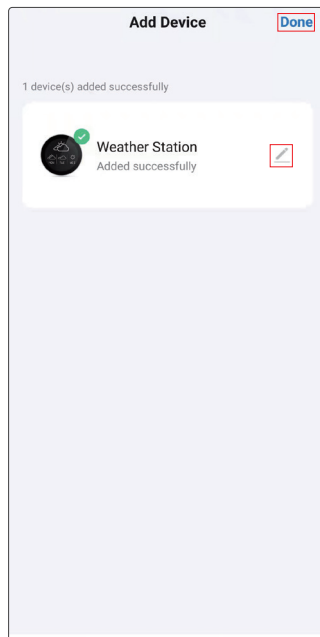 Add Device
Done
1 device(s) added successfully
Weather Station
Added successfully